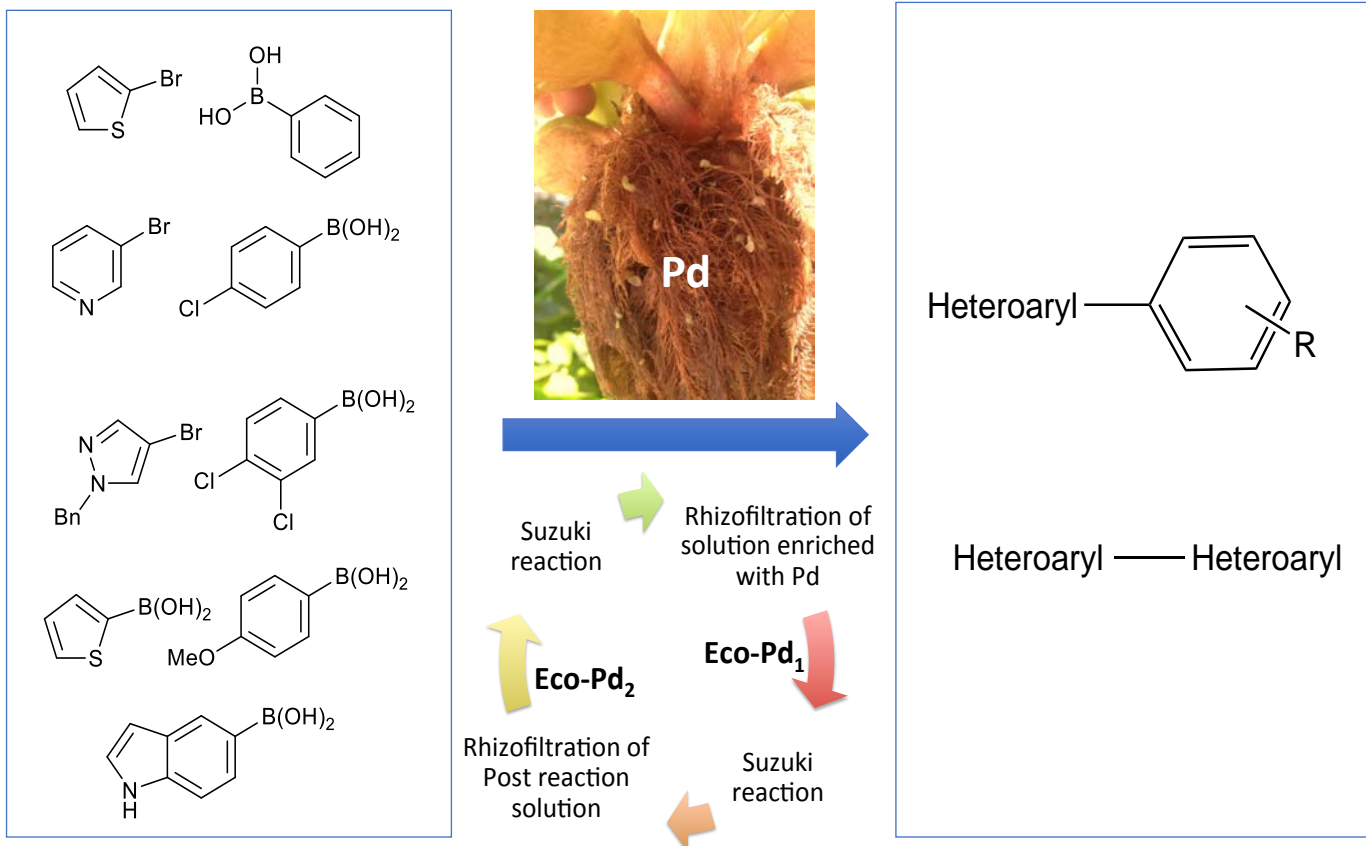 Br
S
OH
HO
B
Br
N
B(OH)2
Cl
N
N
Br
Bn
B(OH)2
Cl
Cl
B(OH)2
S
B(OH)2
MeO
B(OH)2
N
H
Pd
Suzuki
reaction
Rhizofiltration of
solution enriched
with Pd
Eco-Pd1
Suzuki
reaction
Rhizofiltration of
Post reaction
solution
Eco-Pd2
Heteroaryl
R
Heteroaryl — Heteroaryl